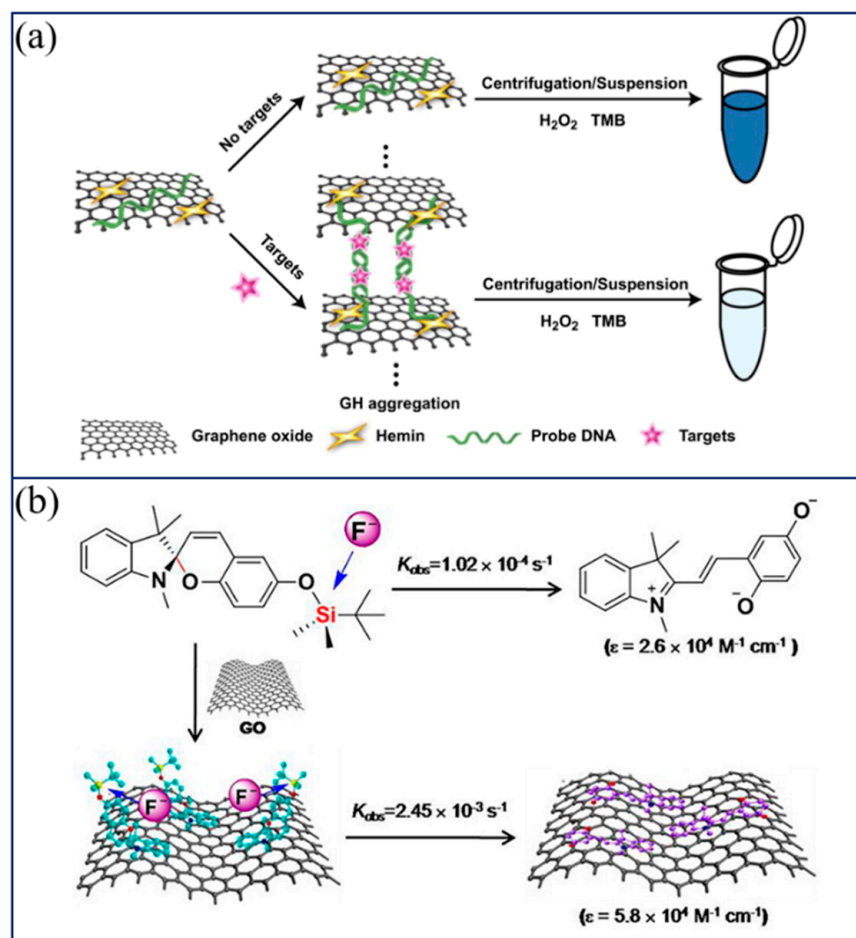 (a)
No targets
Centrifugation/Suspension
H₂O₂ TMB
Targets
Centrifugation/Suspension
H₂O₂ TMB
GH aggregation
Graphene oxide
Hemin
Probe DNA
Targets
(b)
F⁻
O⁻
N
O
O
Si
K_obs=1.02 × 10⁻⁴ s⁻¹
N⁺
⁻O
(ε = 2.6 × 10⁴ M⁻¹ cm⁻¹ )
GO
F⁻
F⁻
K_obs=2.45 × 10⁻³ s⁻¹
(ε = 5.8 × 10⁴ M⁻¹ cm⁻¹)